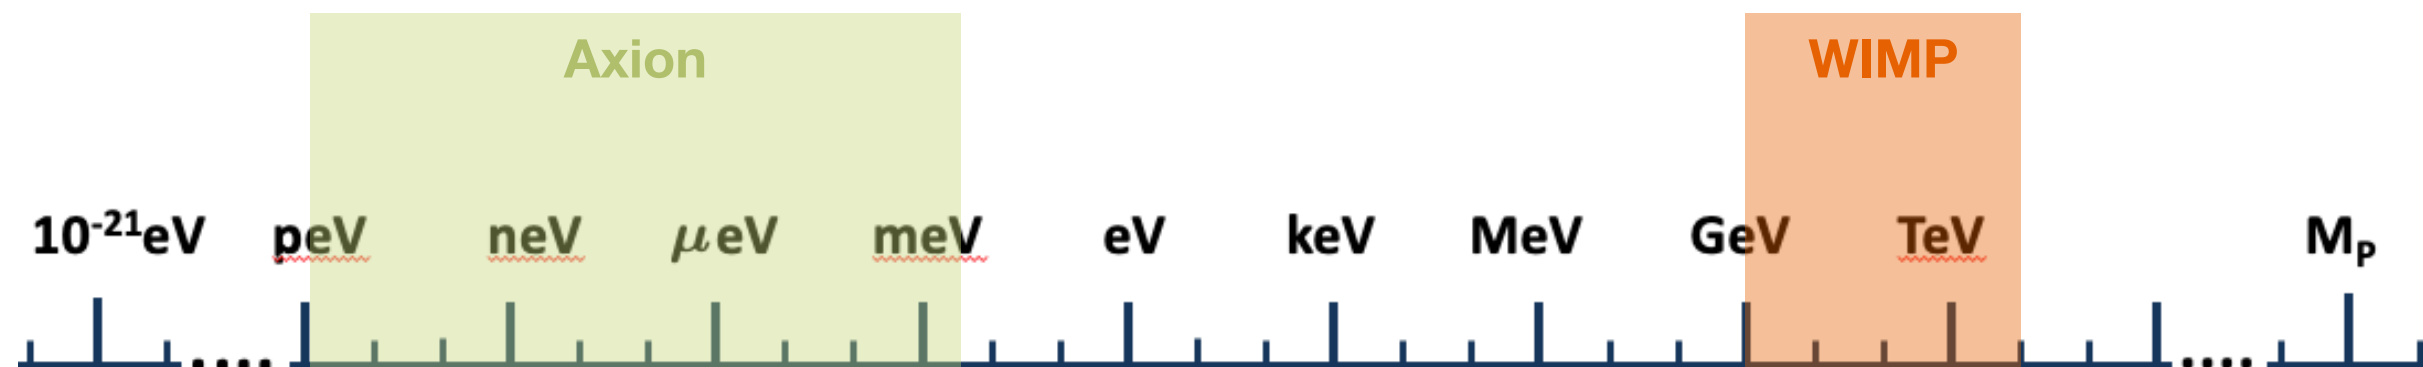 Axion WIMP
10⁻²¹eV peV neV μeV meV eV keV MeV GeV TeV Mₚ